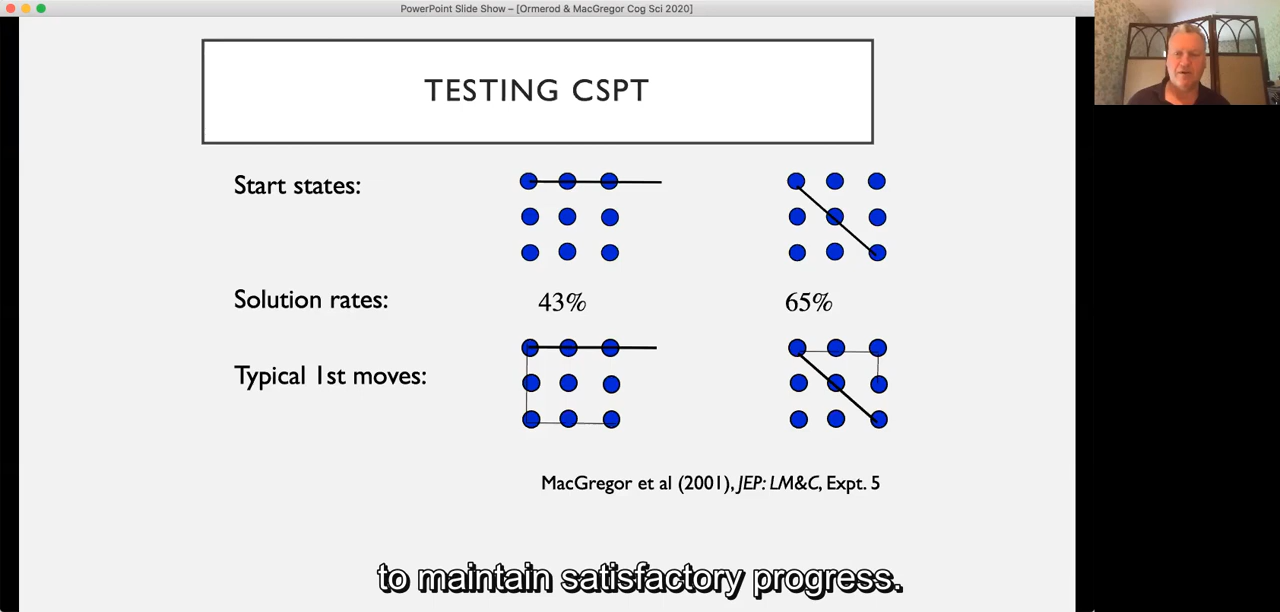 PowerPoint Slide Show – [Ormerod & MacGregor Cog Sci 2020]
TESTING CSPT
Start states:
Solution rates:
43%
65%
Typical 1st moves:
MacGregor et al (2001), JEP: LM&C, Expt. 5
to maintain satisfactory progress.